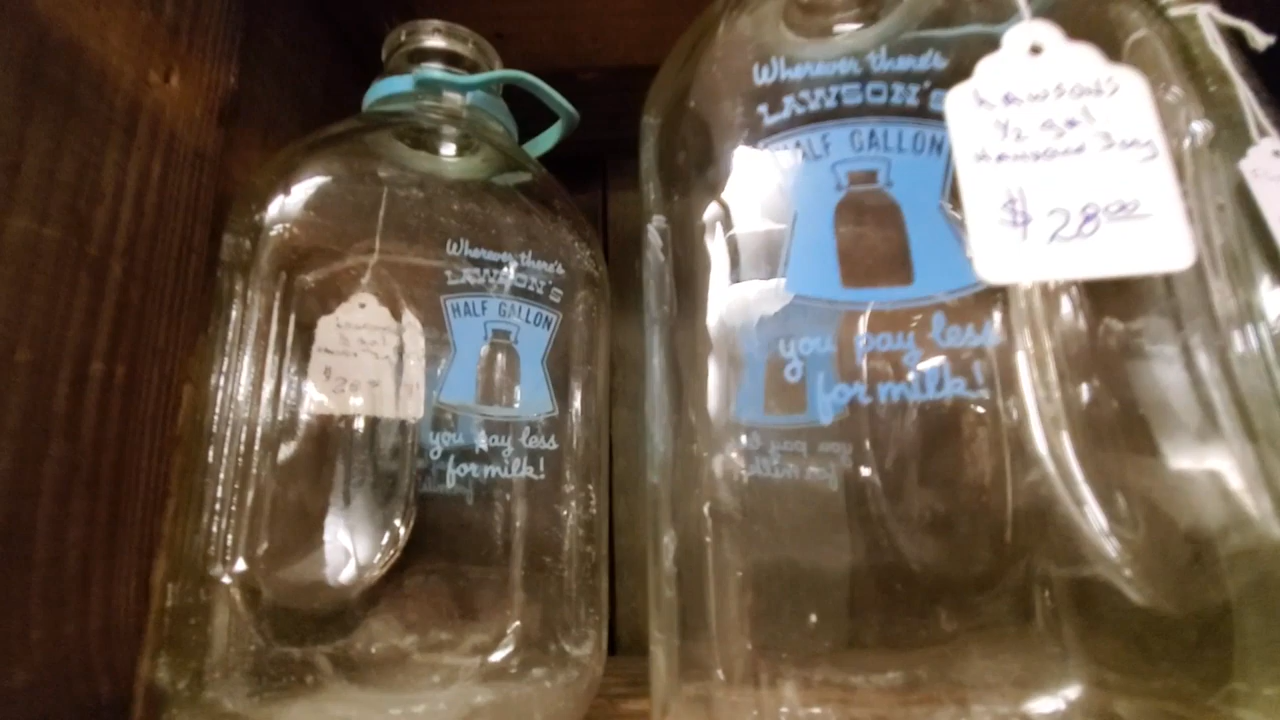 Wherever there's
LAWSON'S
HALF GALLON
you pay less
for milk!
Wherever there's
LAWSON'S
HALF GALLON
you pay less
for milk!
LAWSONS
1/2 gal
$28.00